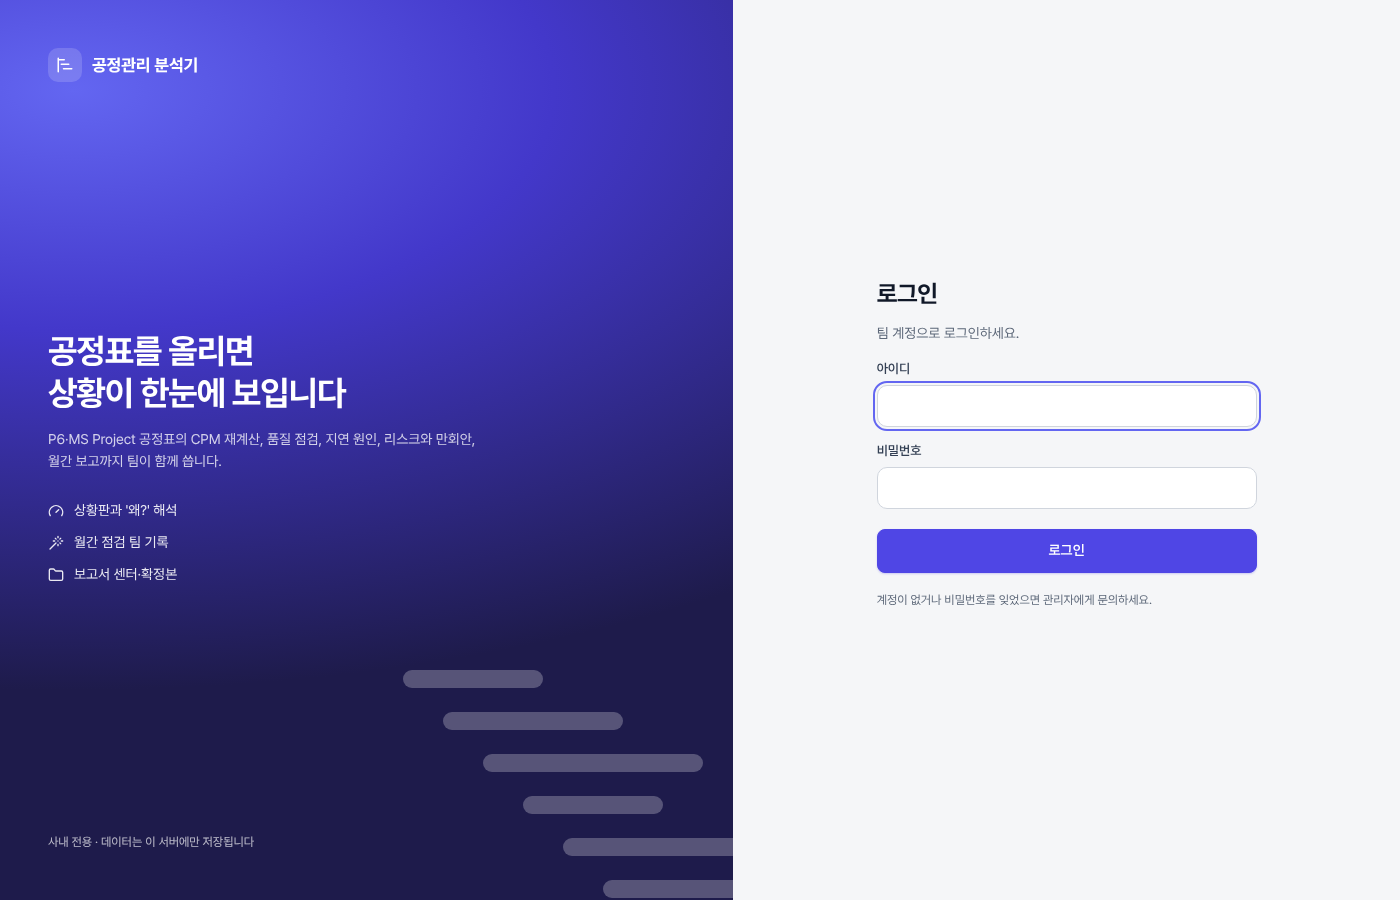 공정관리 분석기
공정표를 올리면
상황이 한눈에 보입니다
P6·MS Project 공정표의 CPM 재계산, 품질 점검, 지연 원인, 리스크와 만회안,
월간 보고까지 팀이 함께 씁니다.
상황판과 '왜?' 해석
월간 점검 팀 기록
보고서 센터·확정본
사내 전용 · 데이터는 이 서버에만 저장됩니다
로그인
팀 계정으로 로그인하세요.
아이디
비밀번호
로그인
계정이 없거나 비밀번호를 잊었으면 관리자에게 문의하세요.